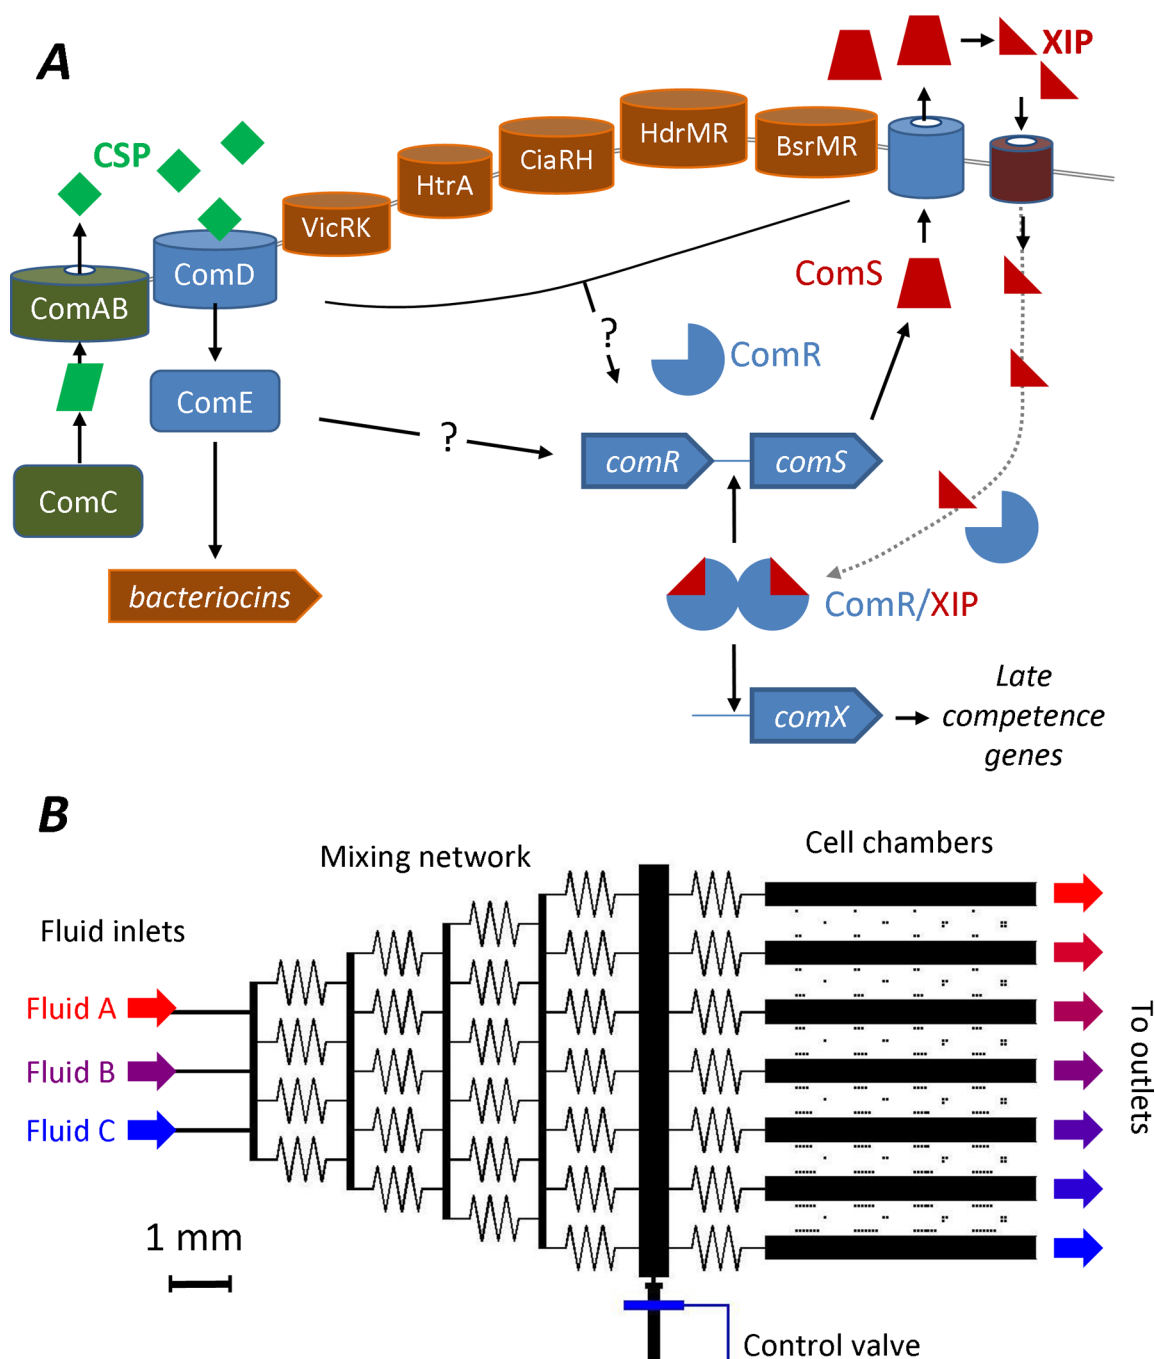 A
XIP
CSP
HdrMR
BsrMR
CiaRH
HtrA
VicRK
ComD
ComS
ComAB
?
ComR
ComE
?
comR
comS
ComC
bacteriocins
ComR/XIP
comX
Late
competence
genes
B
Mixing network
Cell chambers
Fluid inlets
Fluid A
Fluid B
Fluid C
To outlets
1 mm
Control valve